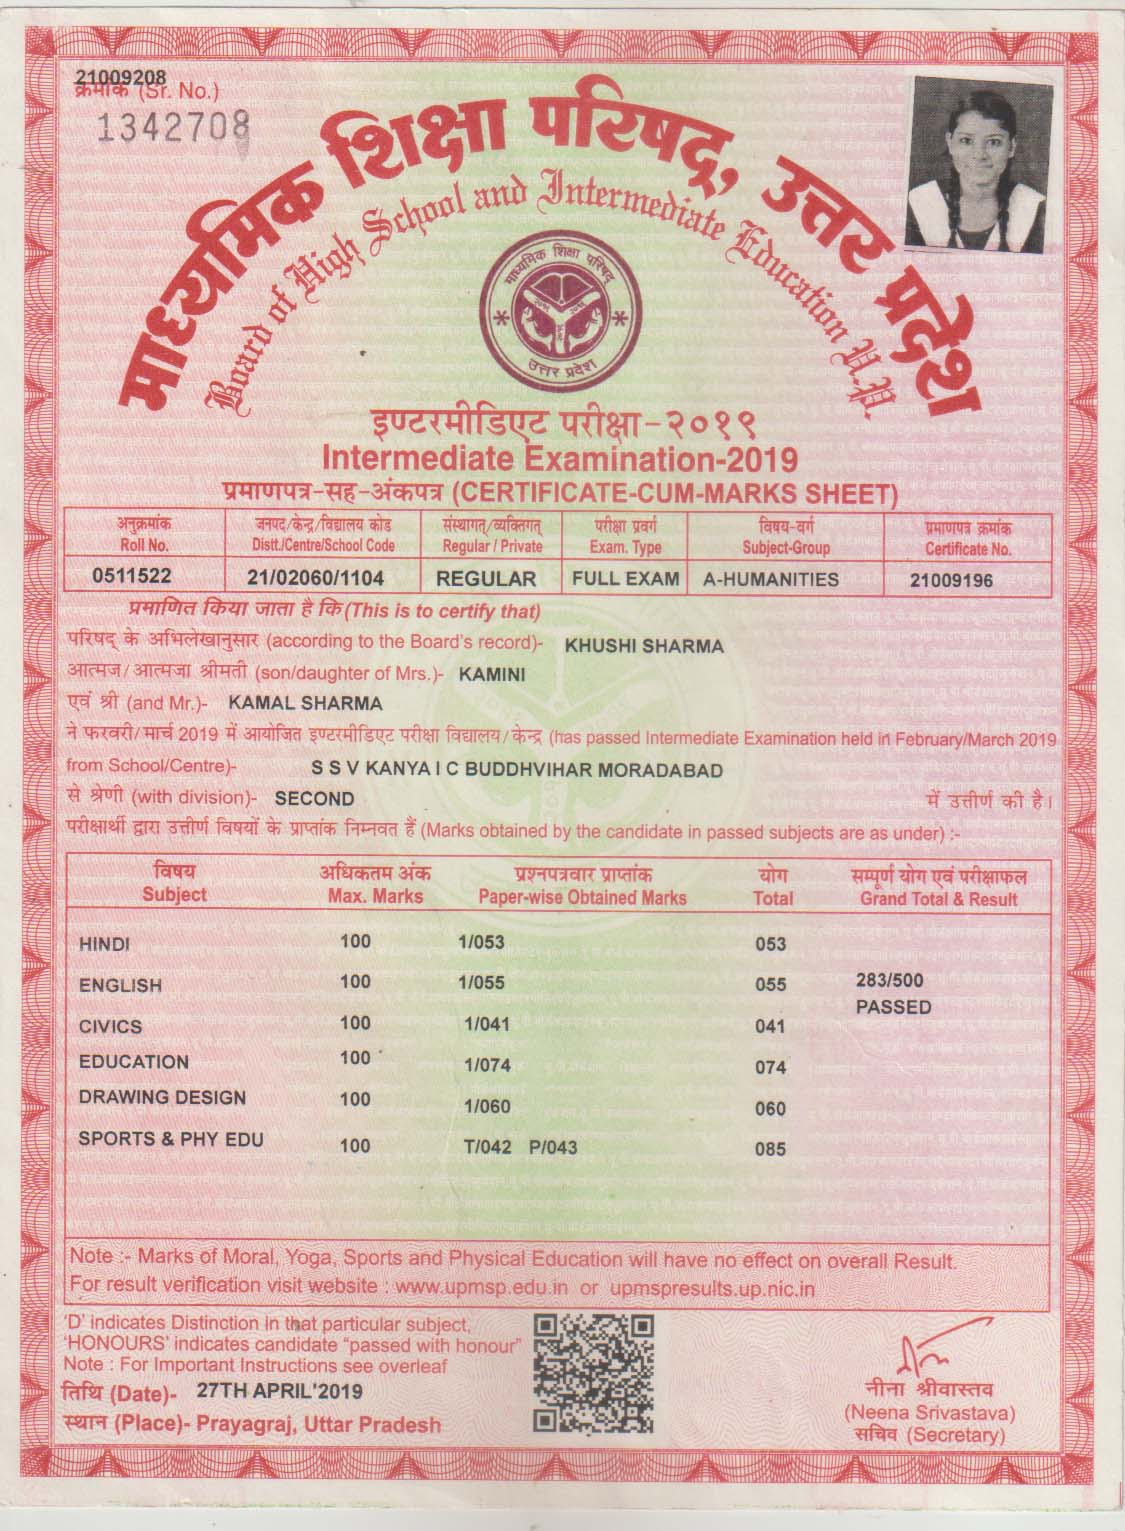 21009208
क्रमांक (Sr. No.)
1342708
माध्यमिक शिक्षा परिषद्, उत्तर प्रदेश
Board of High School and Intermediate Education U.P.
माध्यमिक शिक्षा परिषद्
उत्तर प्रदेश
इण्टरमीडिएट परीक्षा-२०१९
Intermediate Examination-2019
प्रमाणपत्र-सह-अंकपत्र (CERTIFICATE-CUM-MARKS SHEET)
अनुक्रमांक जनपद/केन्द्र/विद्यालय कोड संस्थागत्/व्यक्तिगत् परीक्षा प्रवर्ग विषय-वर्ग प्रमाणपत्र क्रमांक
Roll No. Distt./Centre/School Code Regular / Private Exam. Type Subject-Group Certificate No.
0511522 21/02060/1104 REGULAR FULL EXAM A-HUMANITIES 21009196
प्रमाणित किया जाता है कि (This is to certify that)
परिषद् के अभिलेखानुसार (according to the Board's record)- KHUSHI SHARMA
आत्मज/आत्मजा श्रीमती (son/daughter of Mrs.)- KAMINI
एवं श्री (and Mr.)- KAMAL SHARMA
ने फरवरी/मार्च 2019 में आयोजित इण्टरमीडिएट परीक्षा विद्यालय/केन्द्र (has passed Intermediate Examination held in February/March 2019
from School/Centre)- S S V KANYA I C BUDDHVIHAR MORADABAD
से श्रेणी (with division)- SECOND में उत्तीर्ण की है।
परीक्षार्थी द्वारा उत्तीर्ण विषयों के प्राप्तांक निम्नवत हैं (Marks obtained by the candidate in passed subjects are as under) :-
विषय अधिकतम अंक प्रश्नपत्रवार प्राप्तांक योग सम्पूर्ण योग एवं परीक्षाफल
Subject Max. Marks Paper-wise Obtained Marks Total Grand Total & Result
HINDI 100 1/053 053
ENGLISH 100 1/055 055 283/500
PASSED
CIVICS 100 1/041 041
EDUCATION 100 1/074 074
DRAWING DESIGN 100 1/060 060
SPORTS & PHY EDU 100 T/042 P/043 085
Note :- Marks of Moral, Yoga, Sports and Physical Education will have no effect on overall Result.
For result verification visit website : www.upmsp.edu.in or upmspresults.up.nic.in
'D' indicates Distinction in that particular subject,
'HONOURS' indicates candidate "passed with honour"
Note : For Important Instructions see overleaf
तिथि (Date)- 27TH APRIL'2019
स्थान (Place)- Prayagraj, Uttar Pradesh
नीना श्रीवास्तव
(Neena Srivastava)
सचिव (Secretary)